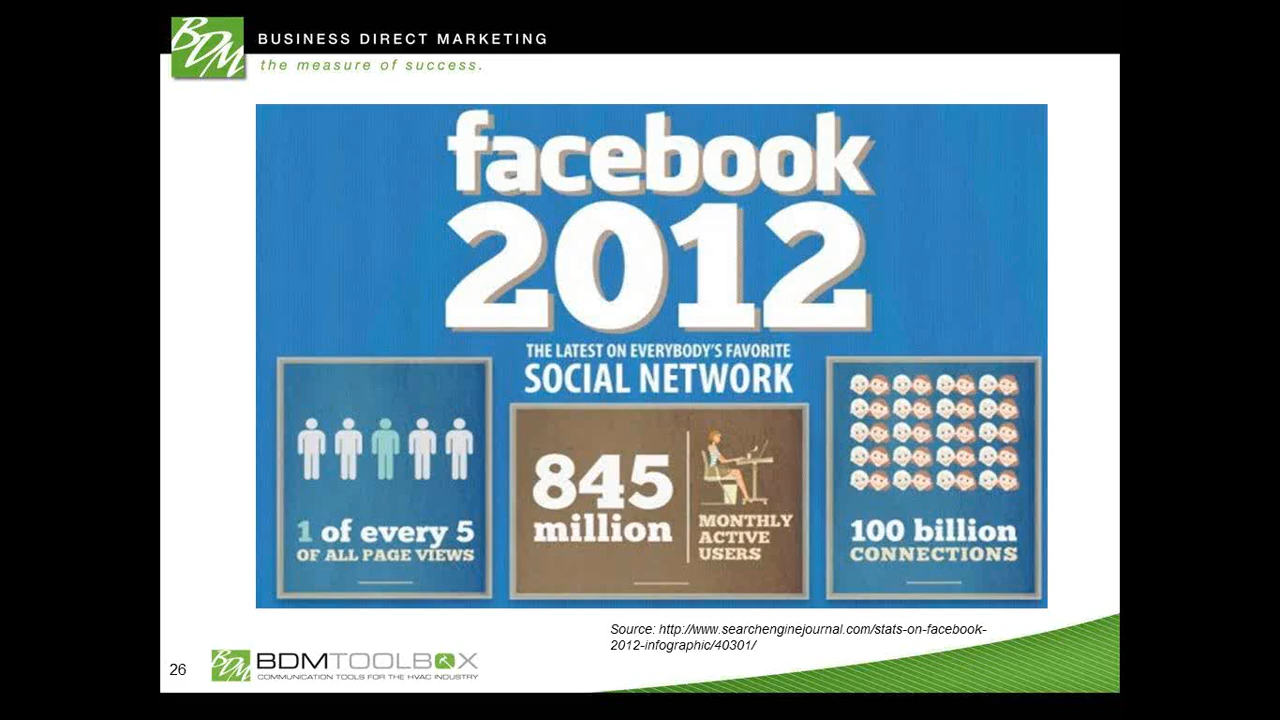 BDM
BUSINESS DIRECT MARKETING
the measure of success.
facebook
2012
THE LATEST ON EVERYBODY'S FAVORITE
SOCIAL NETWORK
1 of every 5
OF ALL PAGE VIEWS
845
million
MONTHLY
ACTIVE
USERS
100 billion
CONNECTIONS
Source: http://www.searchenginejournal.com/stats-on-facebook-
2012-infographic/40301/
26
BDM
BDMTOOLBOX
COMMUNICATION TOOLS FOR THE HVAC INDUSTRY